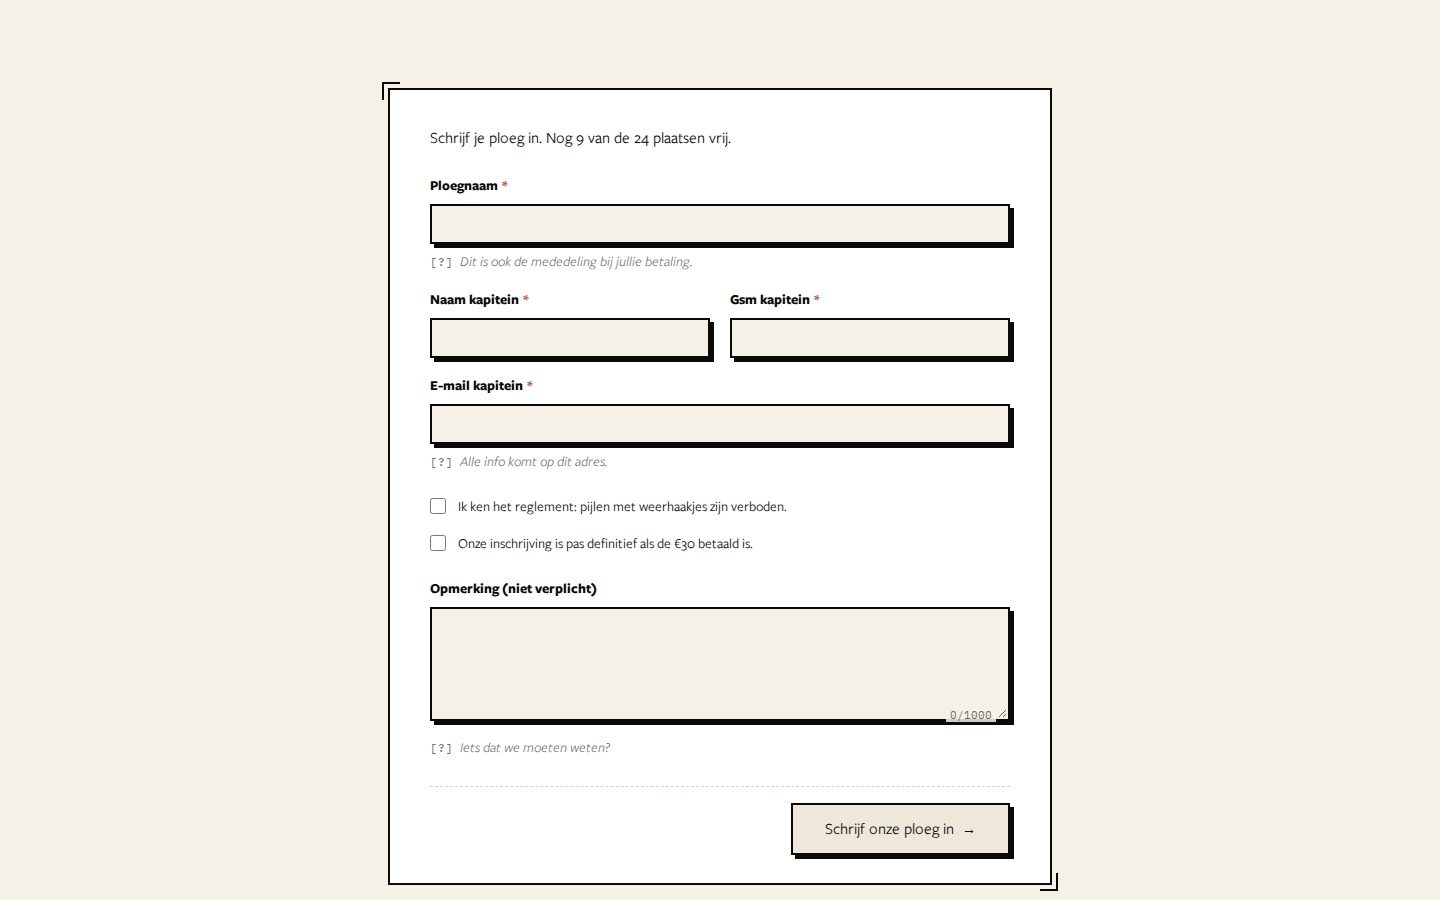 Schrijf je ploeg in. Nog 9 van de 24 plaatsen vrij.
Ploegnaam *
[?] Dit is ook de mededeling bij jullie betaling.
Naam kapitein *
Gsm kapitein *
E-mail kapitein *
[?] Alle info komt op dit adres.
Ik ken het reglement: pijlen met weerhaakjes zijn verboden.
Onze inschrijving is pas definitief als de €30 betaald is.
Opmerking (niet verplicht)
0/1000
[?] Iets dat we moeten weten?
Schrijf onze ploeg in →